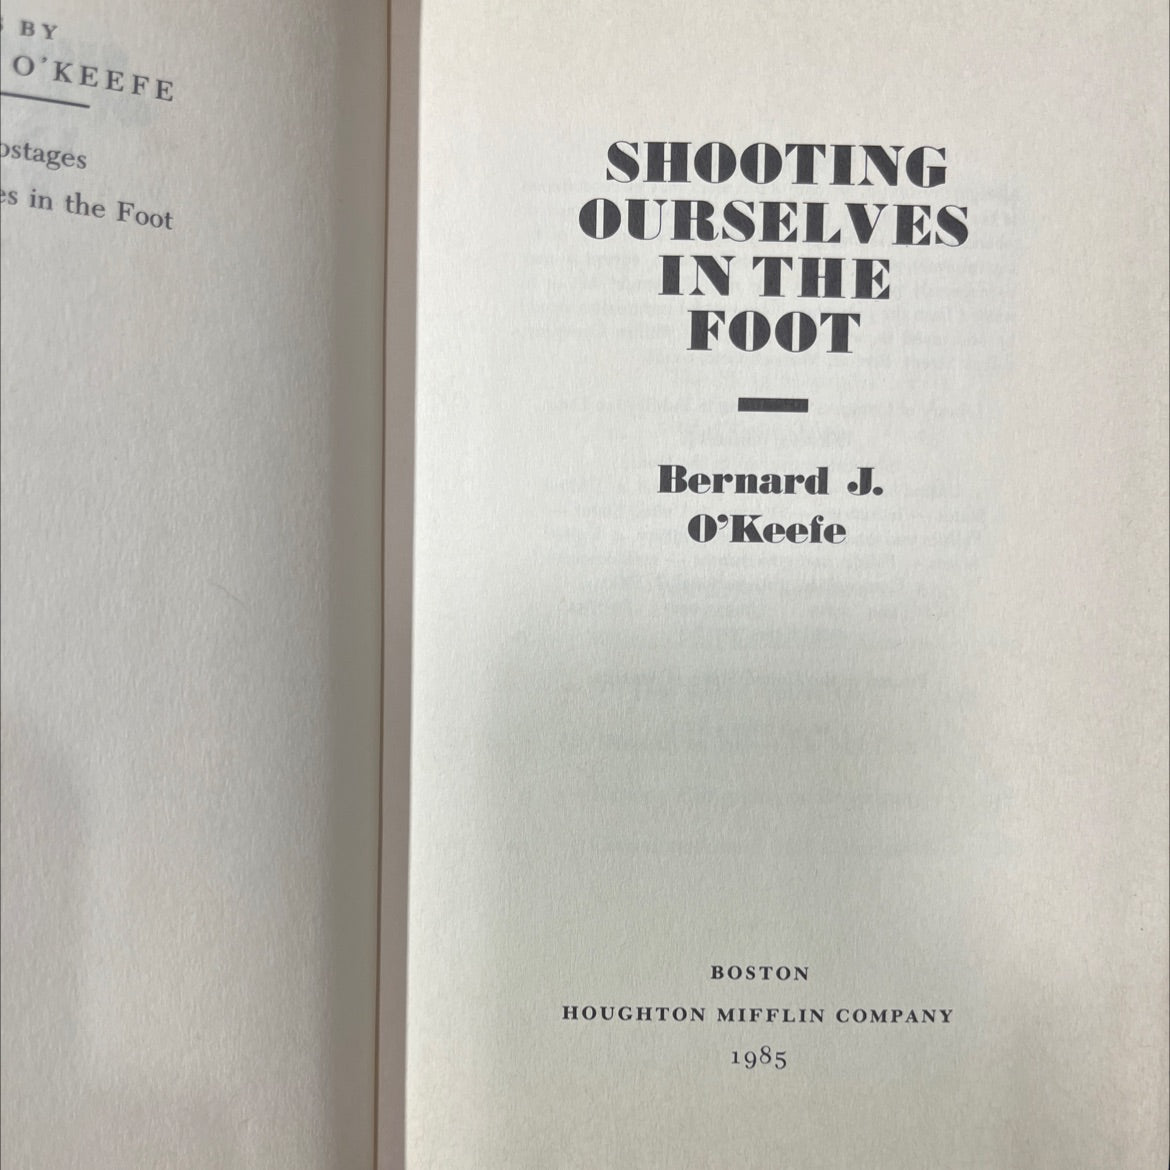 BY
O'KEEFE
ostages
es in the Foot
SHOOTING
OURSELVES
IN THE
FOOT
Bernard J.
O'Keefe
BOSTON
HOUGHTON MIFFLIN COMPANY
1985